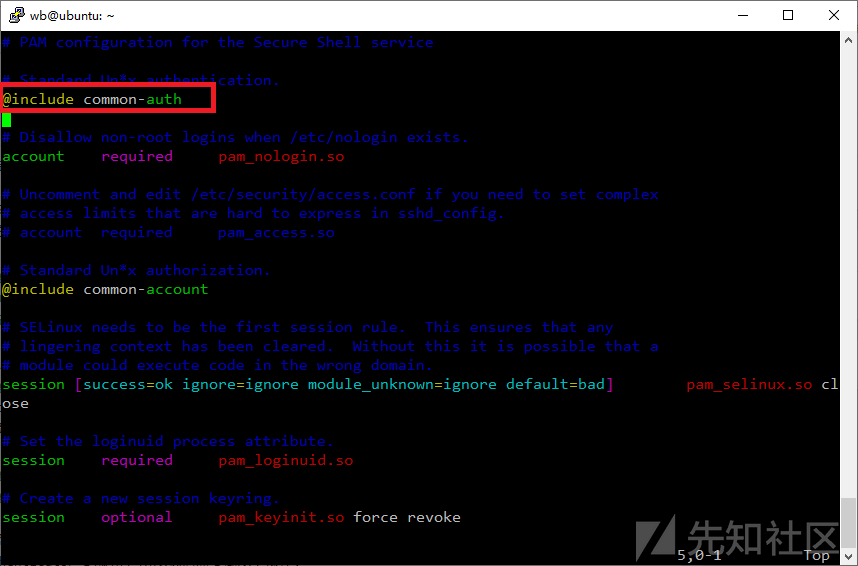 wb@ubuntu: ~
# PAM configuration for the Secure Shell service
# Standard Un*x authentication.
@include common-auth
# Disallow non-root logins when /etc/nologin exists.
account    required     pam_nologin.so
# Uncomment and edit /etc/security/access.conf if you need to set complex
# access limits that are hard to express in sshd_config.
# account  required     pam_access.so
# Standard Un*x authorization.
@include common-account
# SELinux needs to be the first session rule.  This ensures that any
# lingering context has been cleared.  Without this it is possible that a
# module could execute code in the wrong domain.
session [success=ok ignore=ignore module_unknown=ignore default=bad]        pam_selinux.so cl
ose
# Set the loginuid process attribute.
session    required     pam_loginuid.so
# Create a new session keyring.
session    optional     pam_keyinit.so force revoke
先知社区
5,0-1         Top